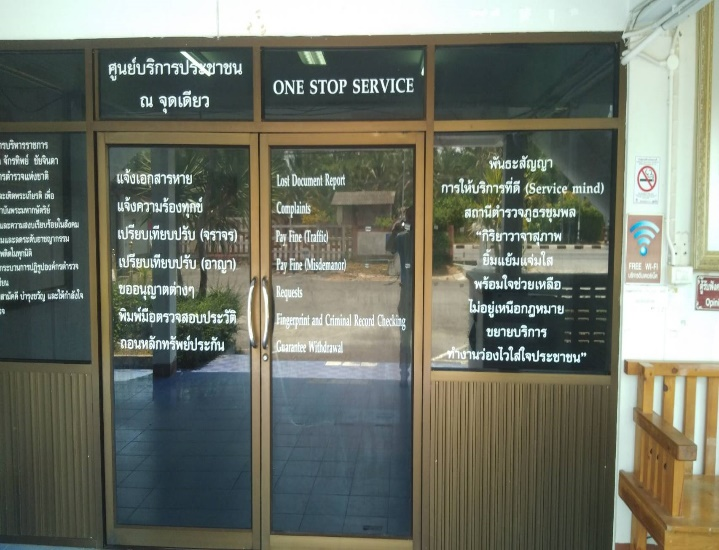 ศูนย์บริการประชาชน
ณ จุดเดียว
ONE STOP SERVICE
จักรทิพย์ ชัยจินดา
แจ้งเอกสารหาย
แจ้งความร้องทุกข์
เปรียบเทียบปรับ (จราจร)
เปรียบเทียบปรับ (อาญา)
ขออนุญาตต่างๆ
พิมพ์มือตรวจสอบประวัติ
ถอนหลักทรัพย์ประกัน
Lost Document Report
Complaints
Pay Fine (Traffic)
Pay Fine (Misdemanor)
Requests
Fingerprint and Criminal Record Checking
Guarantee Withdrawal
พันธะสัญญา
การให้บริการที่ดี (Service mind)
สถานีตำรวจภูธรชุมพล
“กิริยาวาจาสุภาพ
ยิ้มแย้มแจ่มใส
พร้อมใจช่วยเหลือ
ไม่อยู่เหนือกฎหมาย
ขยายบริการ
ทำงานว่องไวใส่ใจประชาชน”
FREE Wi-Fi